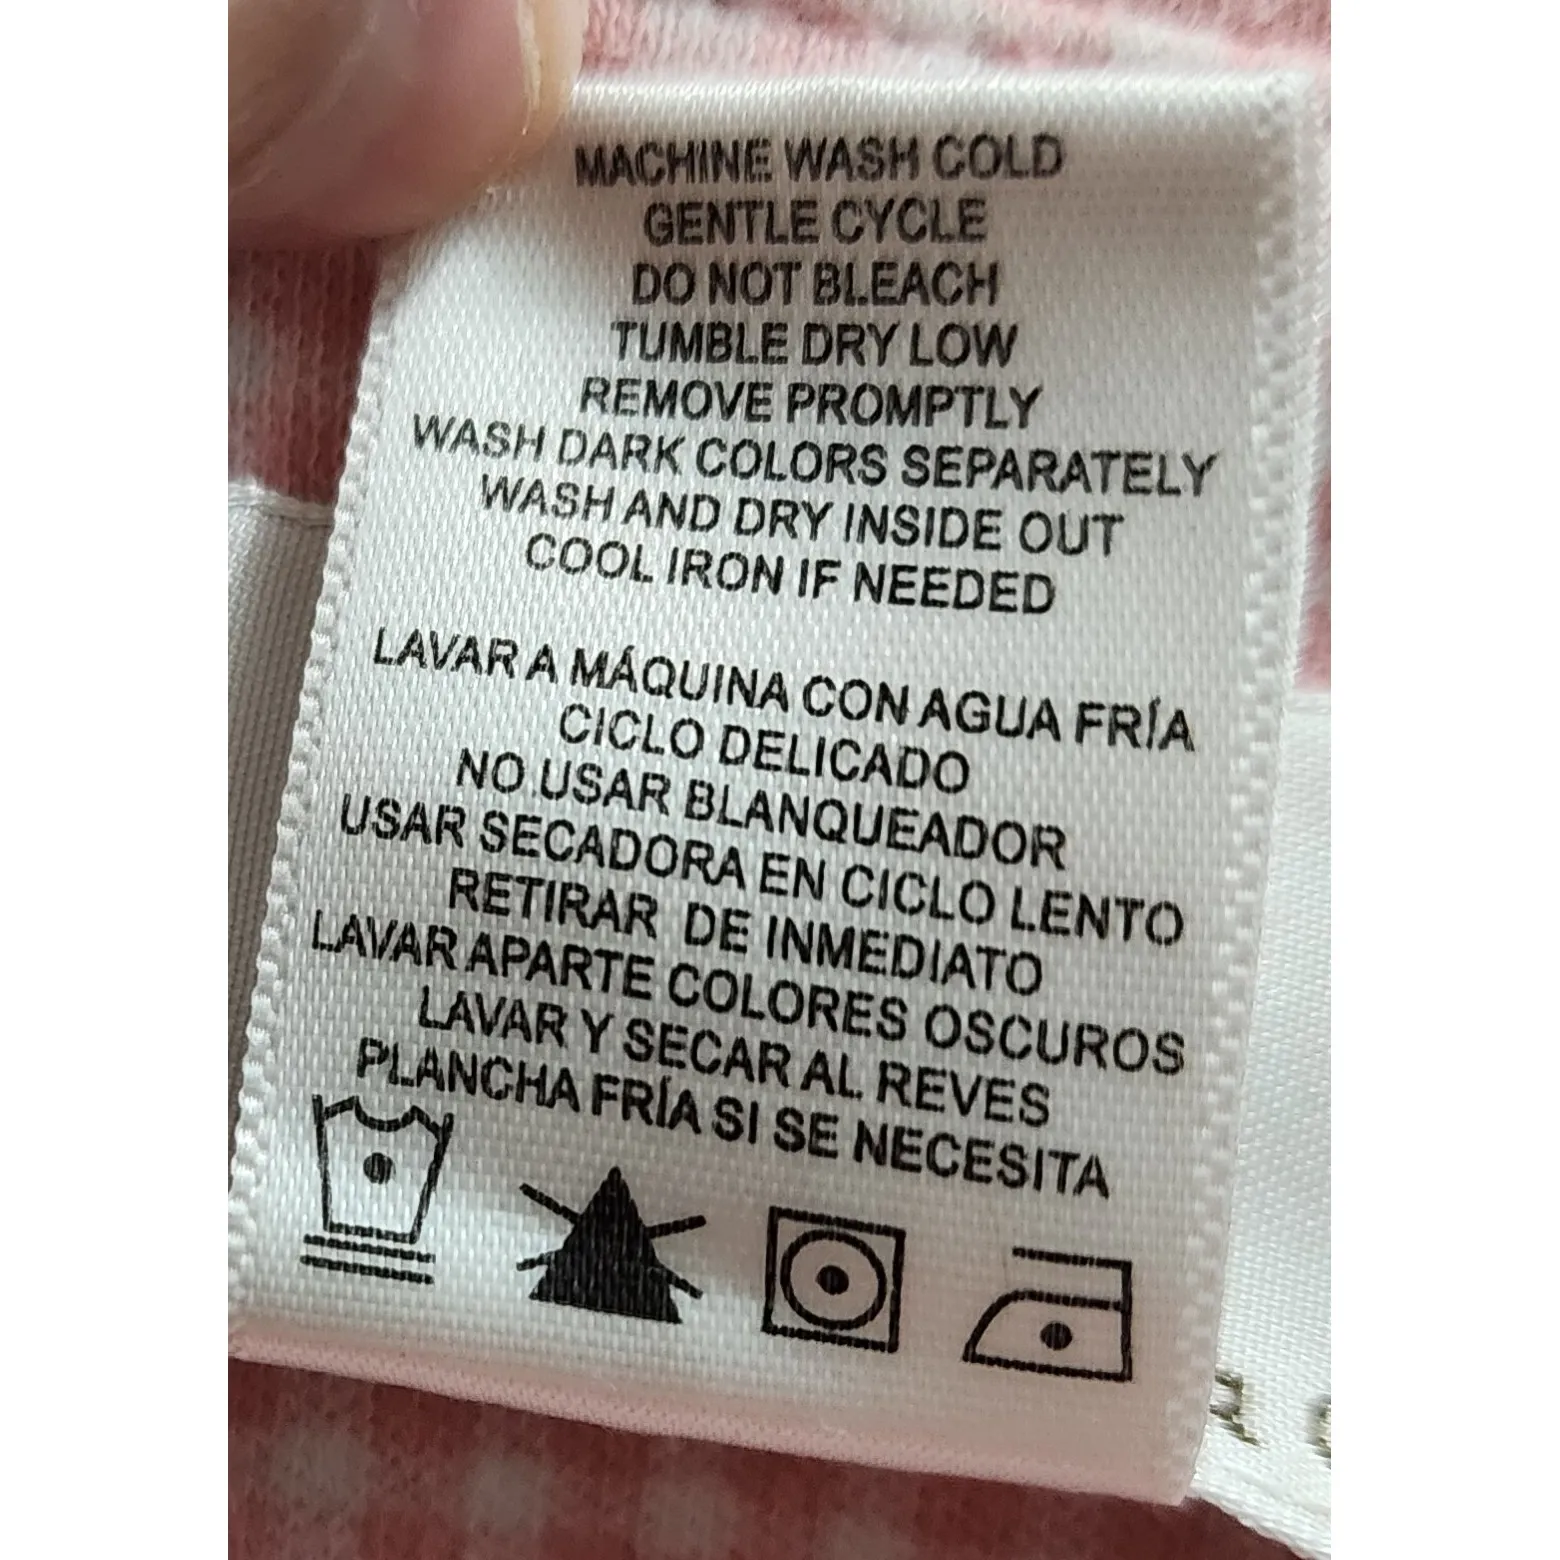 MACHINE WASH COLD
GENTLE CYCLE
DO NOT BLEACH
TUMBLE DRY LOW
REMOVE PROMPTLY
WASH DARK COLORS SEPARATELY
WASH AND DRY INSIDE OUT
COOL IRON IF NEEDED
LAVAR A MÁQUINA CON AGUA FRÍA
CICLO DELICADO
NO USAR BLANQUEADOR
USAR SECADORA EN CICLO LENTO
RETIRAR DE INMEDIATO
LAVAR APARTE COLORES OSCUROS
LAVAR Y SECAR AL REVES
PLANCHA FRÍA SI SE NECESITA